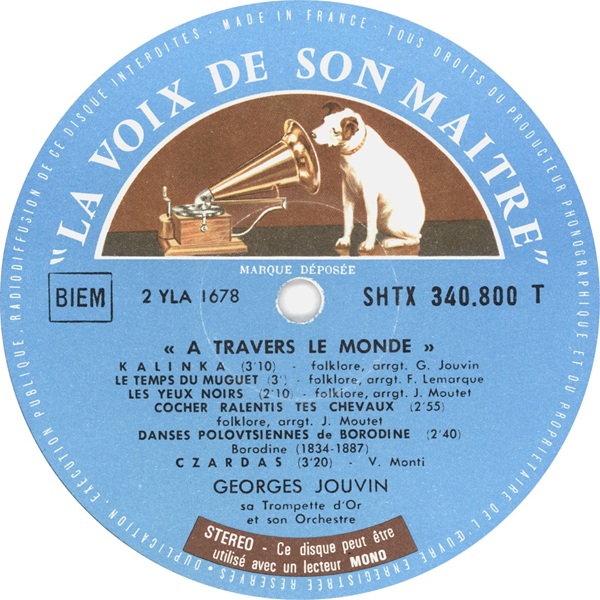 MADE IN FRANCE · TOUS DROITS DU PRODUCTEUR PHONOGRAPHIQUE ET DU PROPRIÉTAIRE DE L'ŒUVRE ENREGISTRÉE RÉSERVÉS · DUPLICATION · EXÉCUTION PUBLIQUE, RADIODIFFUSION DE CE DISQUE INTERDITES ·
"LA VOIX DE SON MAITRE"
MARQUE DÉPOSÉE
BIEM
2 YLA 1678
SHTX 340.800 T
« A TRAVERS LE MONDE »
KALINKA (3'10) - folklore, arrgt. G. Jouvin
LE TEMPS DU MUGUET (3') - folklore, arrgt. F. Lemarque
LES YEUX NOIRS (2'10) - folklore, arrgt. J. Moutet
COCHER RALENTIS TES CHEVAUX (2'55)
folklore, arrgt. J. Moutet
DANSES POLOVTSIENNES de BORODINE (2'40)
Borodine (1834-1887)
CZARDAS (3'20) - V. Monti
GEORGES JOUVIN
sa Trompette d'Or
et son Orchestre
STEREO - Ce disque peut être
utilisé avec un lecteur MONO